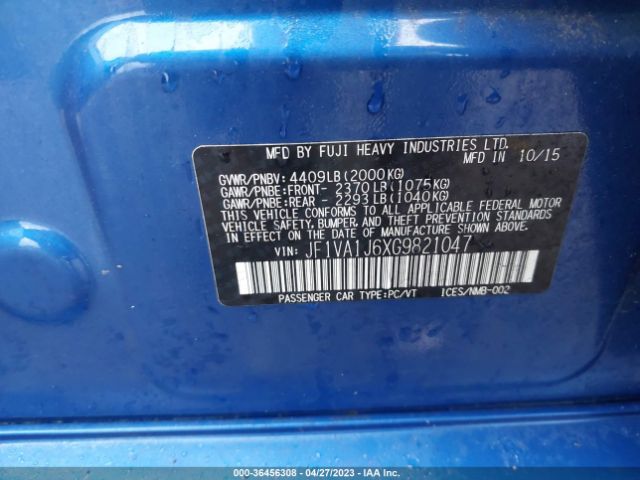 MFD BY FUJI HEAVY INDUSTRIES LTD.
MFD IN 10/15
GVWR/PNBV: 4409LB(2000KG)
GAWR/PNBE:FRONT- 2370LB(1075KG)
GAWR/PNBE:REAR - 2293LB(1040KG)
THIS VEHICLE CONFORMS TO ALL APPLICABLE FEDERAL MOTOR
VEHICLE SAFETY, BUMPER, AND THEFT PREVENTION STANDARDS
IN EFFECT ON THE DATE OF MANUFACTURE SHOWN ABOVE.
VIN: JF1VA1J6XG9821047
PASSENGER CAR TYPE:PC/VT ICES/NMB-002
000-36456308 - 04/27/2023 - IAA Inc.